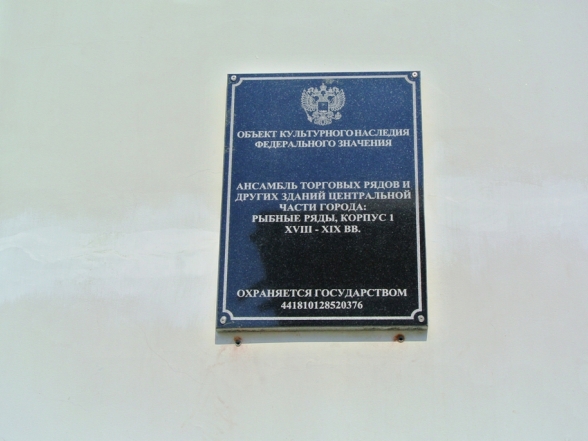 ОБЪЕКТ КУЛЬТУРНОГО НАСЛЕДИЯ
ФЕДЕРАЛЬНОГО ЗНАЧЕНИЯ
АНСАМБЛЬ ТОРГОВЫХ РЯДОВ И
ДРУГИХ ЗДАНИЙ ЦЕНТРАЛЬНОЙ
ЧАСТИ ГОРОДА:
РЫБНЫЕ РЯДЫ, КОРПУС 1
XVIII - XIX ВВ.
ОХРАНЯЕТСЯ ГОСУДАРСТВОМ
441810128520376